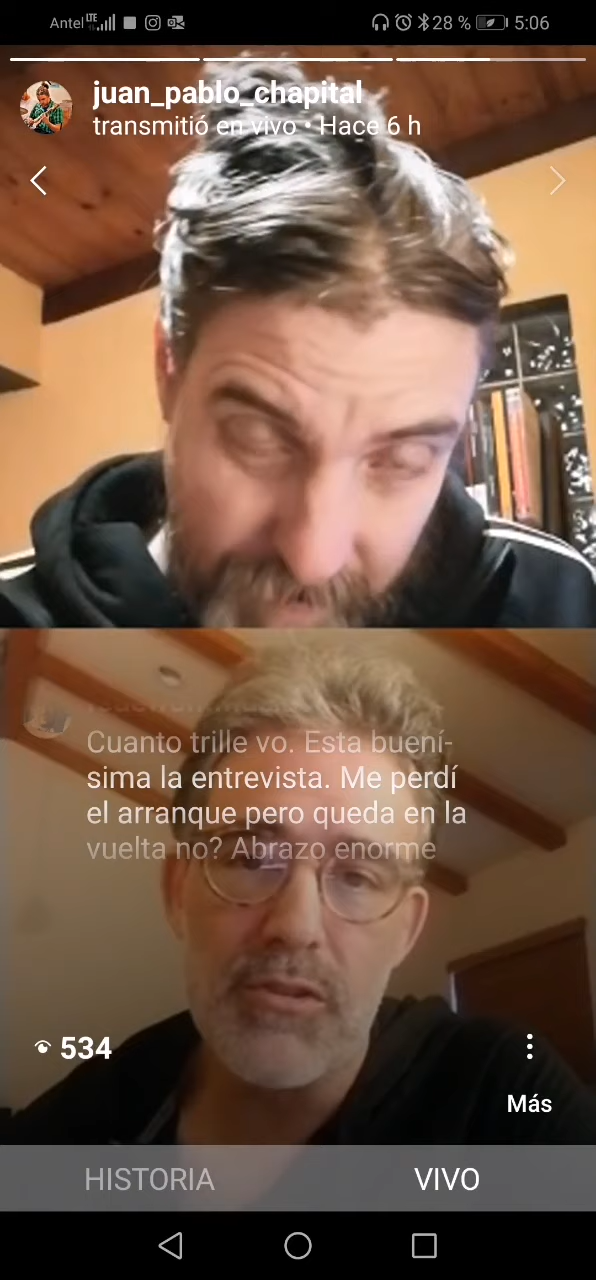 Antel LTE 28 % 5:06
juan_pablo_chapital
transmitió en vivo • Hace 6 h
Cuanto trille vo. Esta buení-
sima la entrevista. Me perdí
el arranque pero queda en la
vuelta no? Abrazo enorme
534
Más
HISTORIA VIVO